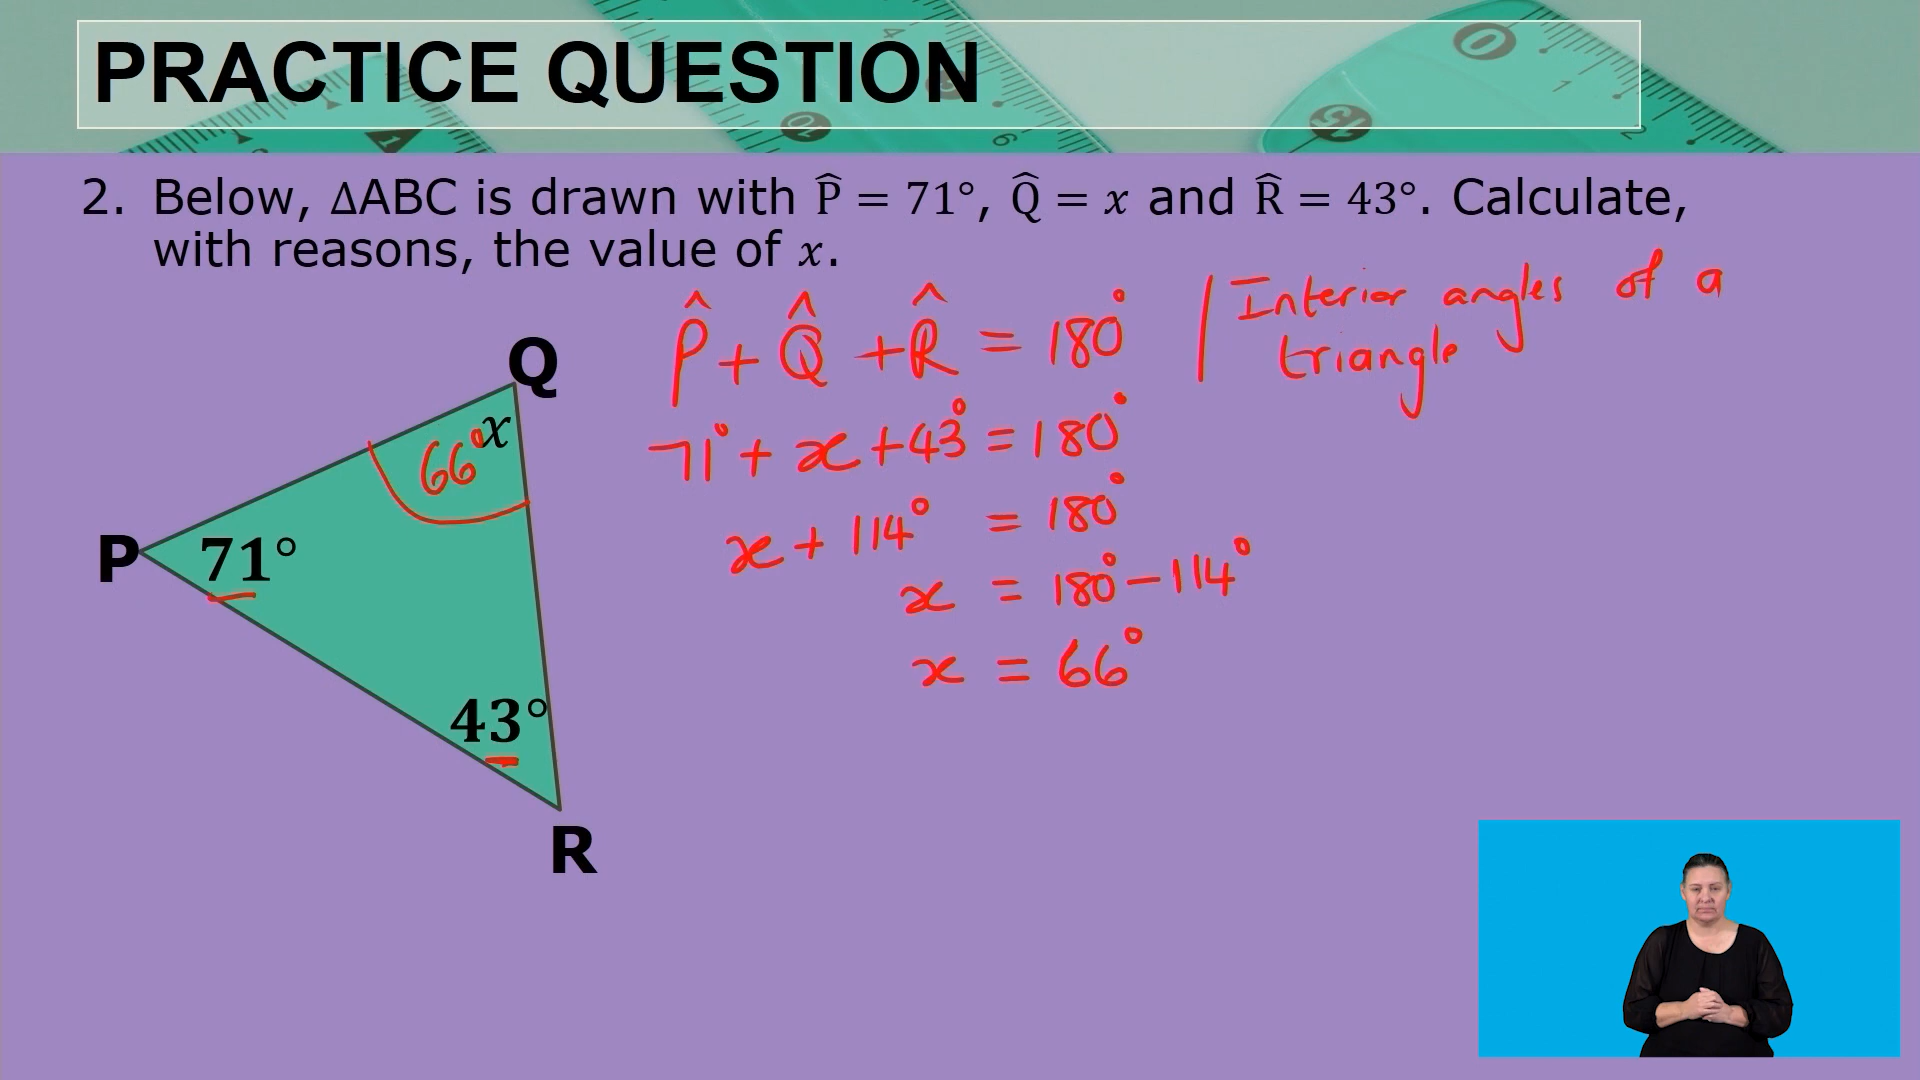 PRACTICE QUESTION
2. Below, ∆ABC is drawn with P̂ = 71°, Q̂ = x and R̂ = 43°. Calculate,
with reasons, the value of x.
P̂ + Q̂ + R̂ = 180° | Interior angles of a
triangle
71° + x + 43° = 180°
x + 114° = 180°
x = 180° - 114°
x = 66°
Q
x
66°
P
71°
43°
R